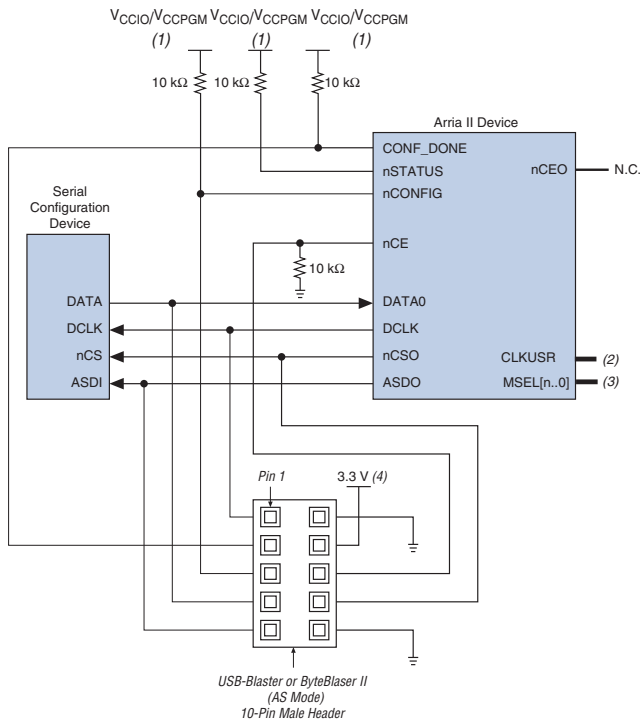 VCCIO/VCCPGM VCCIO/VCCPGM VCCIO/VCCPGM
(1) (1) (1)
10 kΩ 10 kΩ 10 kΩ
Arria II Device
CONF_DONE
nSTATUS
nCEO
N.C.
nCONFIG
Serial
Configuration
Device
nCE
10 kΩ
DATA
DATA0
DCLK
DCLK
nCS
nCSO
CLKUSR
(2)
ASDI
ASDO
MSEL[n..0]
(3)
Pin 1
3.3 V (4)
USB-Blaster or ByteBlaser II
(AS Mode)
10-Pin Male Header